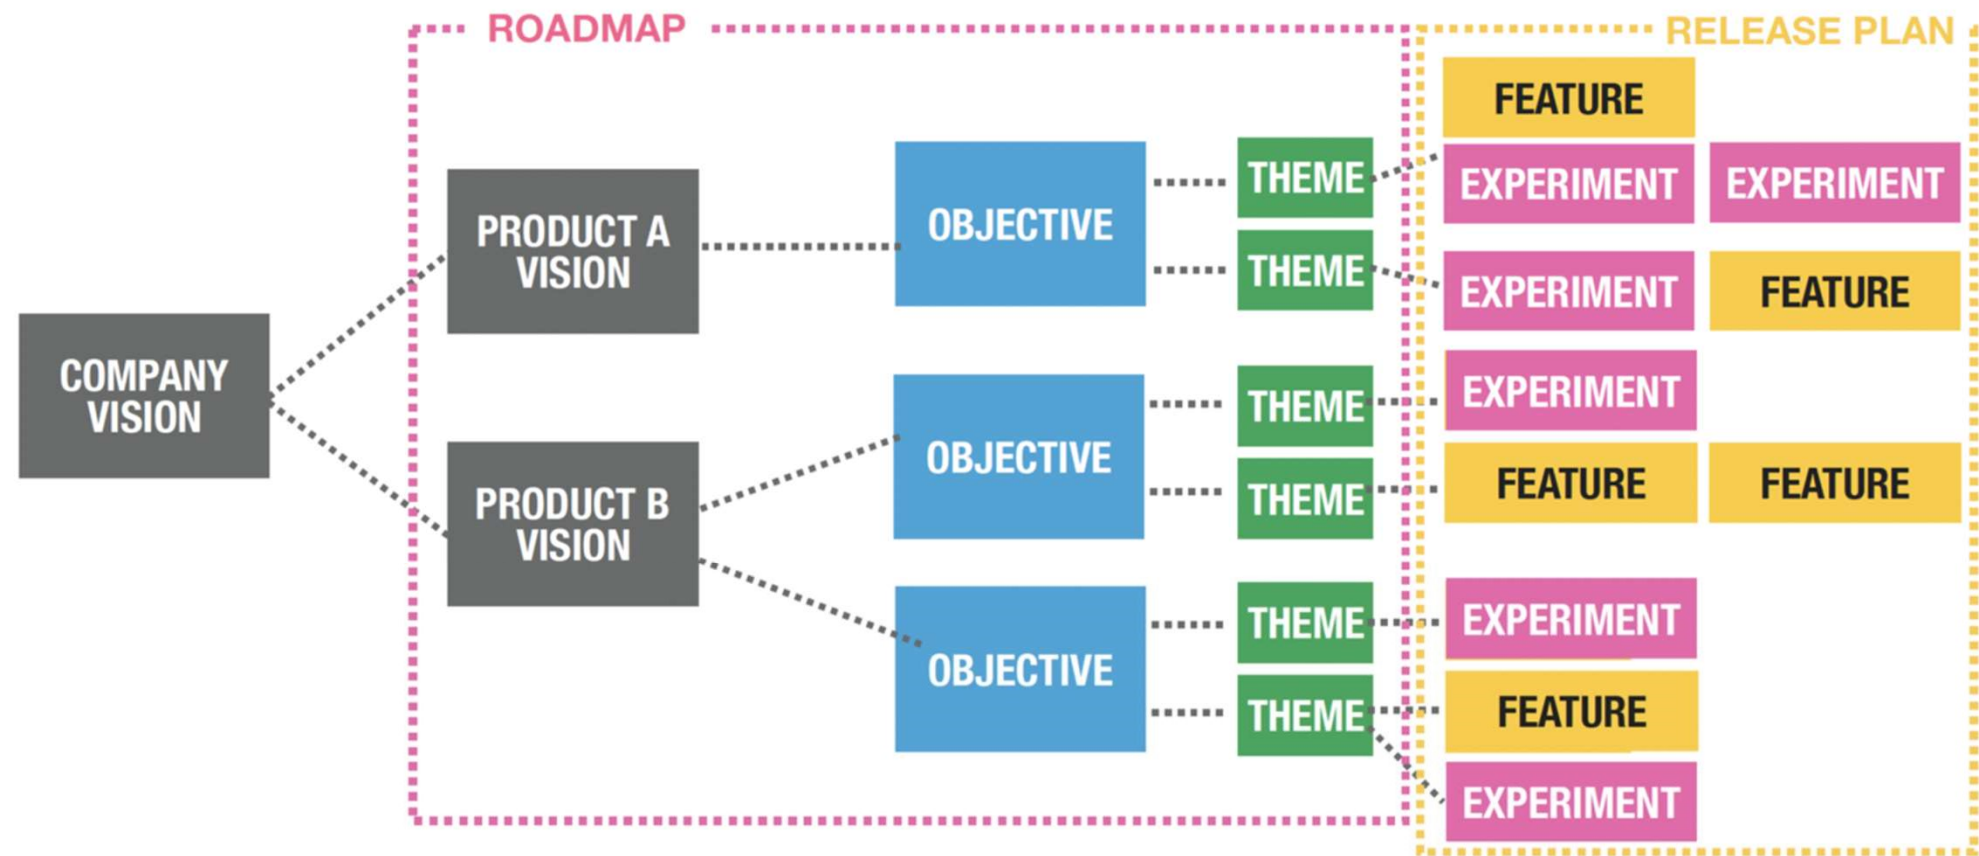 ROADMAP
RELEASE PLAN
COMPANY
VISION
PRODUCT A
VISION
PRODUCT B
VISION
OBJECTIVE
OBJECTIVE
OBJECTIVE
THEME
THEME
THEME
THEME
THEME
THEME
FEATURE
EXPERIMENT EXPERIMENT
EXPERIMENT FEATURE
EXPERIMENT
FEATURE FEATURE
EXPERIMENT
FEATURE
EXPERIMENT